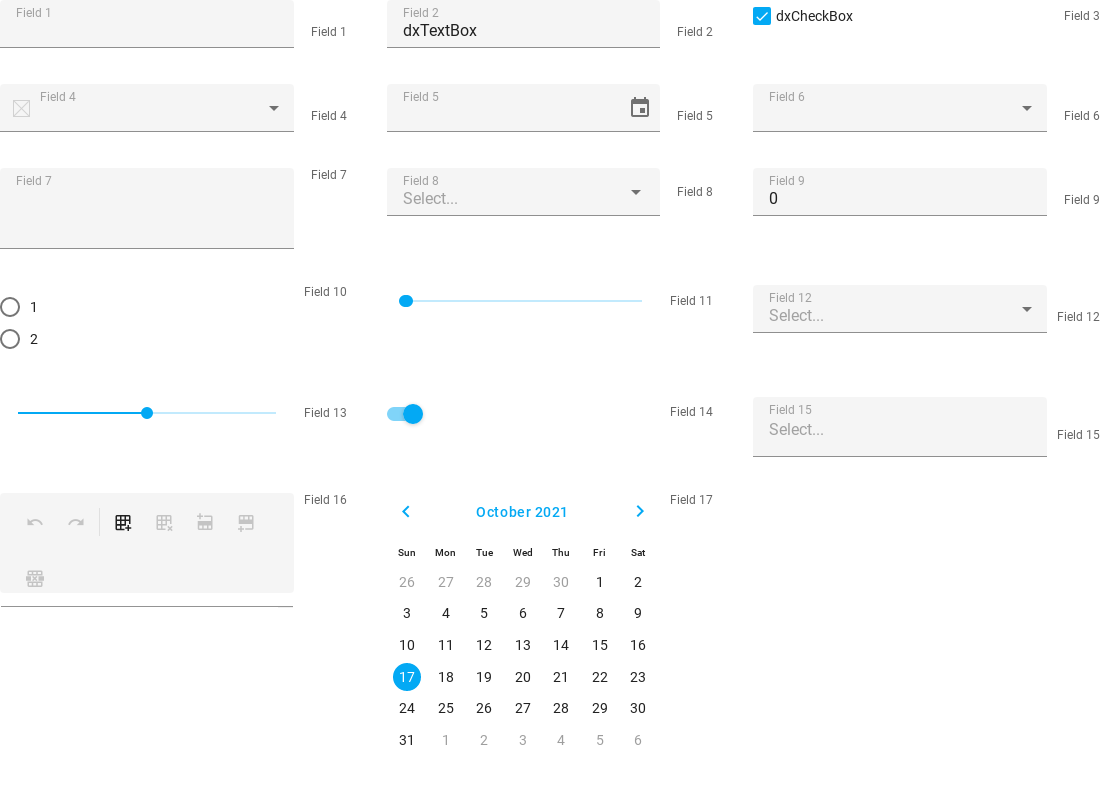 Field 1
Field 1
Field 2
dxTextBox
Field 2
dxCheckBox
Field 3
Field 4
Field 4
Field 5
Field 5
Field 6
Field 6
Field 7
Field 7
Field 8
Select...
Field 8
Field 9
0
Field 9
1
2
Field 10
Field 11
Field 12
Select...
Field 12
Field 13
Field 14
Field 15
Select...
Field 15
Field 16
October 2021
Field 17
Sun Mon Tue Wed Thu Fri Sat
26 27 28 29 30 1 2
3 4 5 6 7 8 9
10 11 12 13 14 15 16
17 18 19 20 21 22 23
24 25 26 27 28 29 30
31 1 2 3 4 5 6